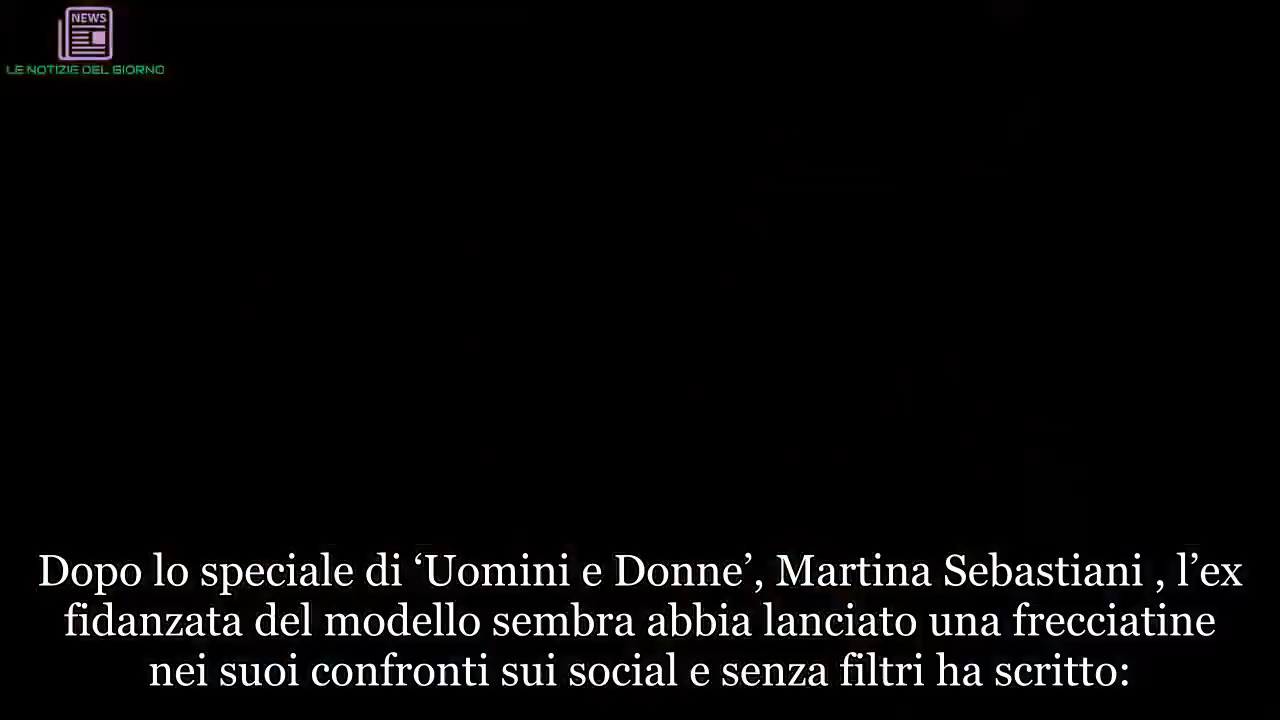 NEWS
LE NOTIZIE DEL GIORNO
Dopo lo speciale di ‘Uomini e Donne’, Martina Sebastiani , l’ex
fidanzata del modello sembra abbia lanciato una frecciatine
nei suoi confronti sui social e senza filtri ha scritto: